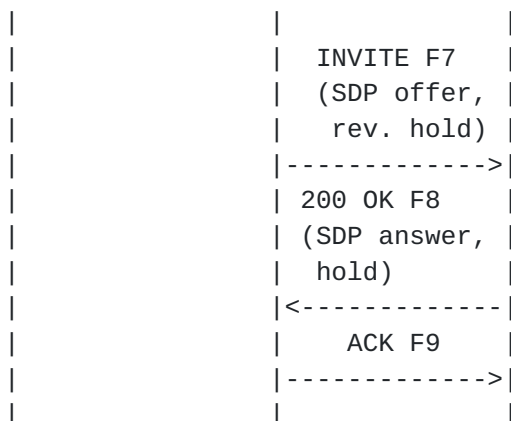 |                 |              |
|                 |  INVITE F7   |
|                 |  (SDP offer, |
|                 |   rev. hold) |
|                 |------------->|
|                 | 200 OK F8    |
|                 | (SDP answer, |
|                 |  hold)       |
|                 |<-------------|
|                 |    ACK F9    |
|                 |------------->|
|                 |              |